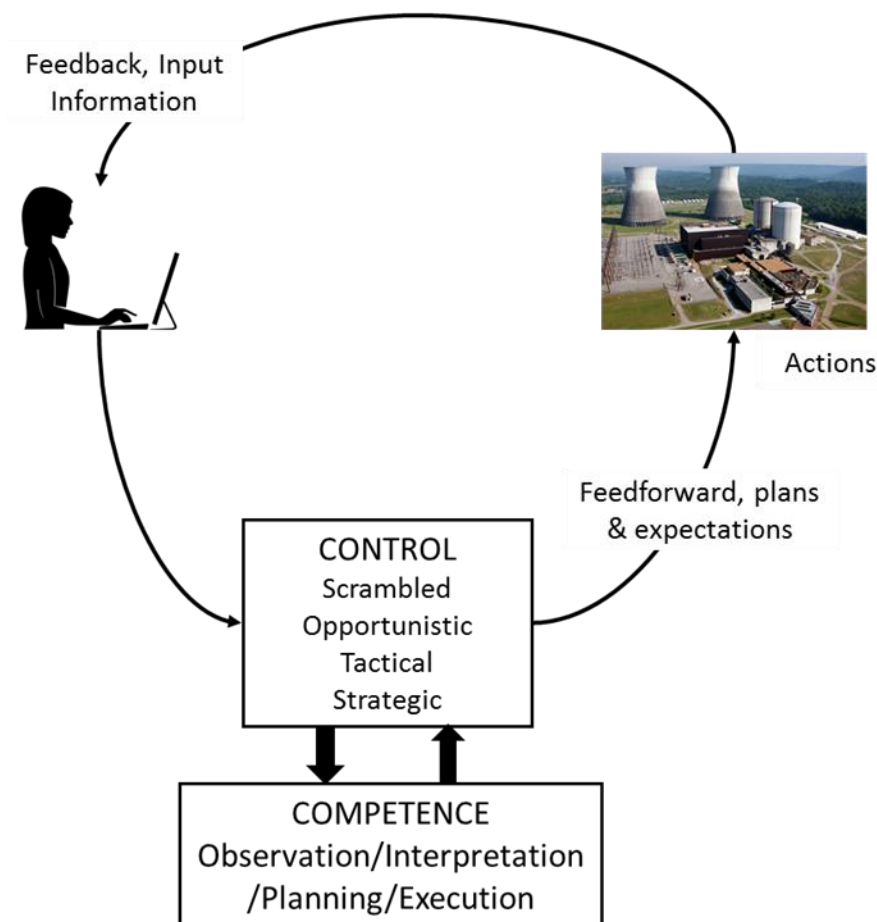 Feedback, Input
Information
Actions
Feedforward, plans
& expectations
CONTROL
Scrambled
Opportunistic
Tactical
Strategic
COMPETENCE
Observation/Interpretation
/Planning/Execution